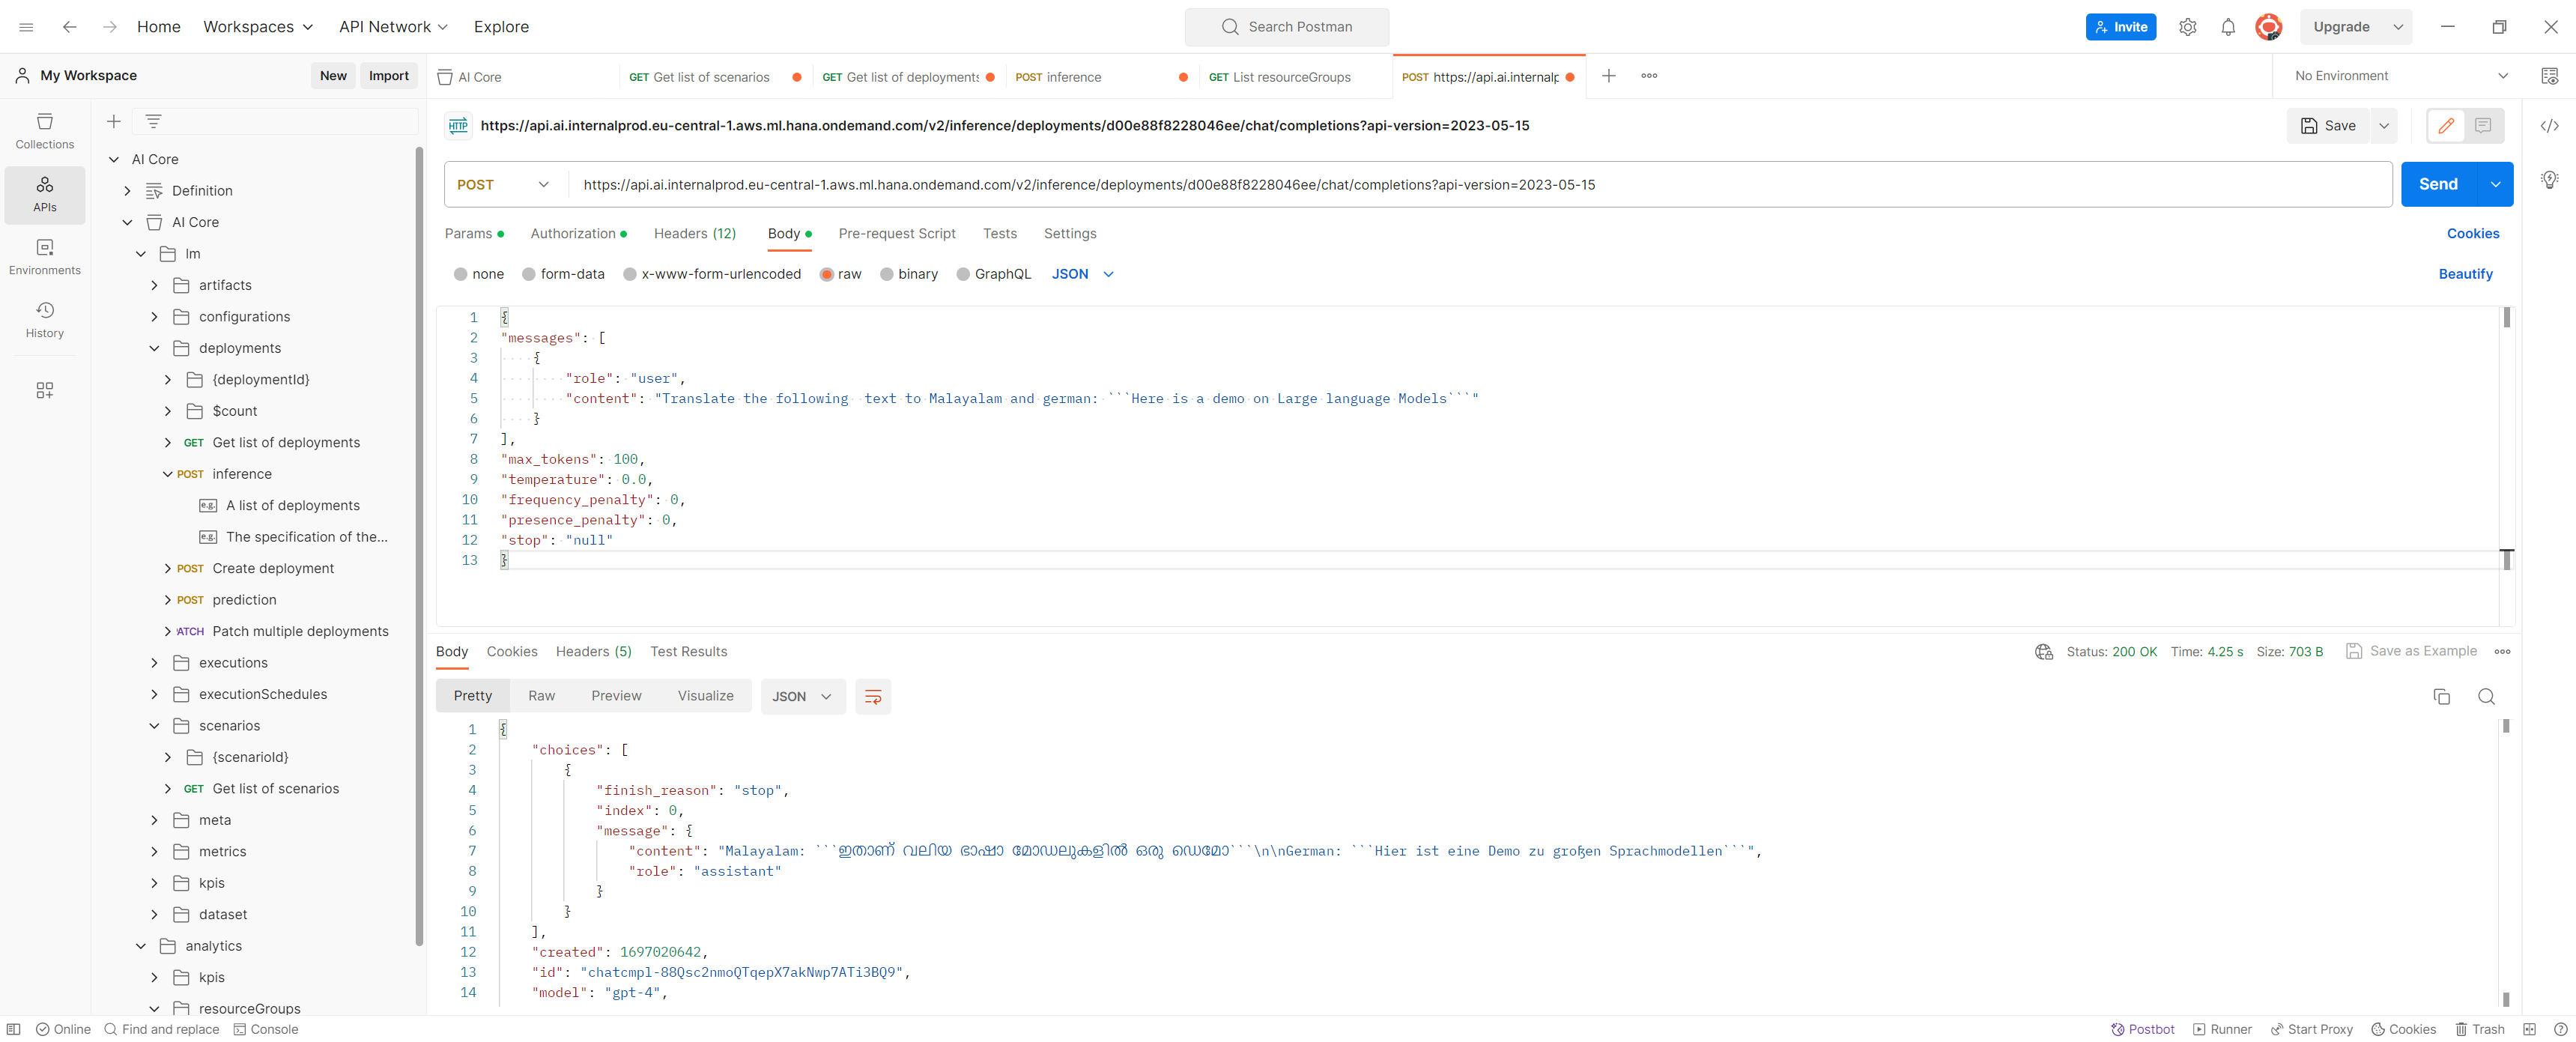 Home Workspaces API Network Explore Search Postman Invite Upgrade
My Workspace New Import AI Core GET Get list of scenarios GET Get list of deployments POST inference GET List resourceGroups POST https://api.ai.internalp No Environment
Collections
APIs
Environments
History
AI Core
Definition
AI Core
lm
artifacts
configurations
deployments
{deploymentId}
$count
GET Get list of deployments
POST inference
e.g. A list of deployments
e.g. The specification of the...
POST Create deployment
POST prediction
ATCH Patch multiple deployments
executions
executionSchedules
scenarios
{scenarioId}
GET Get list of scenarios
meta
metrics
kpis
dataset
analytics
kpis
resourceGroups
HTTP https://api.ai.internalprod.eu-central-1.aws.ml.hana.ondemand.com/v2/inference/deployments/d00e88f8228046ee/chat/completions?api-version=2023-05-15 Save
POST https://api.ai.internalprod.eu-central-1.aws.ml.hana.ondemand.com/v2/inference/deployments/d00e88f8228046ee/chat/completions?api-version=2023-05-15 Send
Params Authorization Headers (12) Body Pre-request Script Tests Settings Cookies
none form-data x-www-form-urlencoded raw binary GraphQL JSON Beautify
1 {
2 "messages": [
3 {
4 "role": "user",
5 "content": "Translate the following  text to Malayalam and german: ```Here is a demo on Large language Models```"
6 }
7 ],
8 "max_tokens": 100,
9 "temperature": 0.0,
10 "frequency_penalty": 0,
11 "presence_penalty": 0,
12 "stop": "null"
13 }
Body Cookies Headers (5) Test Results Status: 200 OK Time: 4.25 s Size: 703 B Save as Example
Pretty Raw Preview Visualize JSON
1 {
2 "choices": [
3 {
4 "finish_reason": "stop",
5 "index": 0,
6 "message": {
7 "content": "Malayalam: ```ഇതാണ് വലിയ ഭാഷാ മോഡലുകളിൽ ഒരു ഡെമോ```\n\nGerman: ```Hier ist eine Demo zu großen Sprachmodellen```",
8 "role": "assistant"
9 }
10 }
11 ],
12 "created": 1697020642,
13 "id": "chatcmpl-88Qsc2nmoQTqepX7akNwp7ATi3BQ9",
14 "model": "gpt-4",
Online Find and replace Console Postbot Runner Start Proxy Cookies Trash